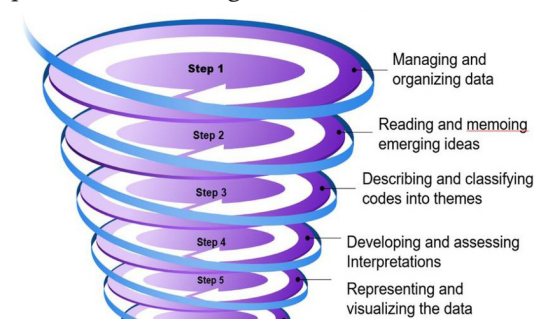 Step 1
Managing and
organizing data
Step 2
Reading and memoing
emerging ideas
Step 3
Describing and classifying
codes into themes
Step 4
Developing and assessing
Interpretations
Step 5
Representing and
visualizing the data